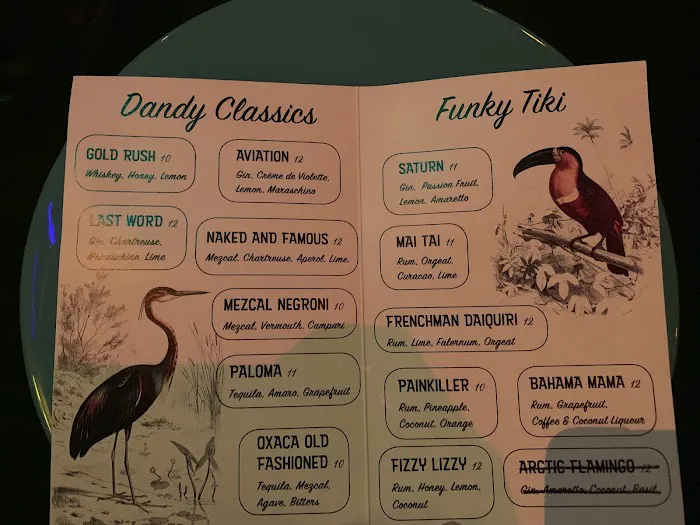 Dandy Classics
GOLD RUSH 10
Whiskey, Honey, Lemon
AVIATION 12
Gin, Créme de Violette,
Lemon, Maraschino
LAST WORD 12
Gin, Chartreuse,
Maraschino, Lime
NAKED AND FAMOUS 12
Mezcal, Chartreuse, Aperol, Lime.
MEZCAL NEGRONI 10
Mezcal, Vermouth, Campari
PALOMA 11
Tequila, Amaro, Grapefruit
OXACA OLD
FASHIONED 10
Tequila, Mezcal,
Agave, Bitters
Funky Tiki
SATURN 11
Gin, Passion Fruit,
Lemon, Amaretto
MAI TAI 11
Rum, Orgeat,
Curacao, Lime
FRENCHMAN DAIQUIRI 12
Rum, Lime, Falernum, Orgeat
PAINKILLER 10
Rum, Pineapple,
Coconut, Orange
BAHAMA MAMA 12
Rum, Grapefruit,
Coffee & Coconut Liqueur
FIZZY LIZZY 12
Rum, Honey, Lemon,
Coconut
ARCTIC FLAMINGO 12
Gin, Amaretto, Coconut, Basil